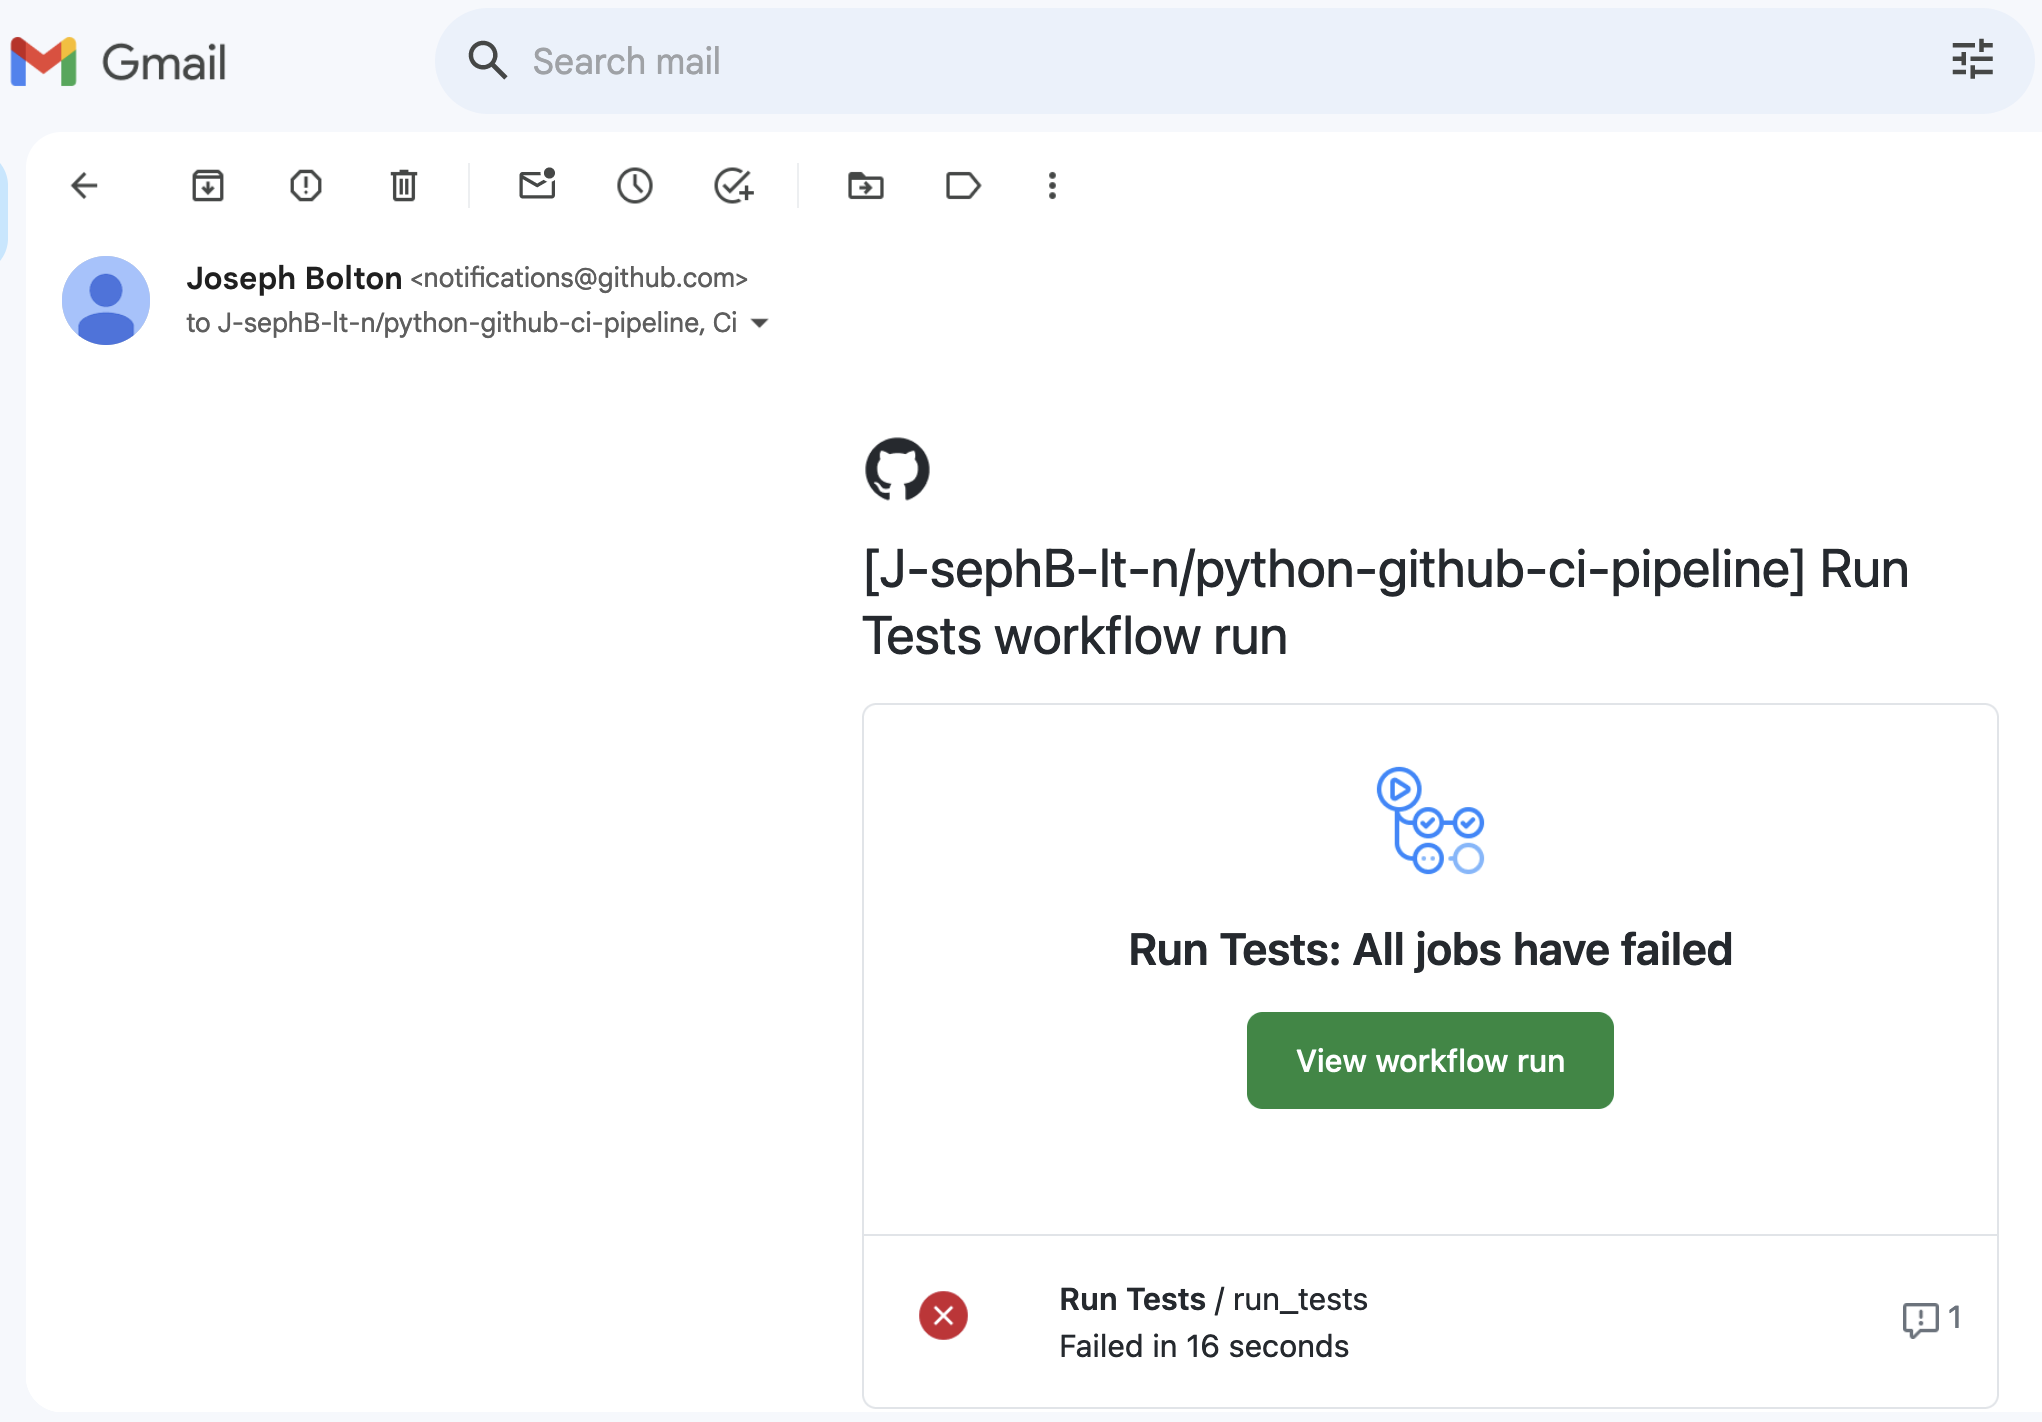 Gmail
Search mail
Joseph Bolton <notifications@github.com>
to J-sephB-lt-n/python-github-ci-pipeline, Ci
[J-sephB-lt-n/python-github-ci-pipeline] Run
Tests workflow run
Run Tests: All jobs have failed
View workflow run
Run Tests / run_tests
Failed in 16 seconds
1